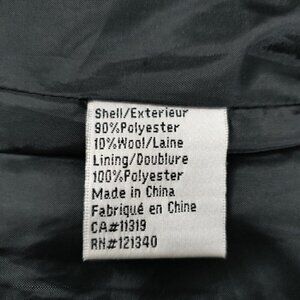 Shell/Exterieur
90%Polyester
10%Wool/Laine
Lining/Doublure
100%Polyester
Made in China
Fabriqué en Chine
CA#11319
RN#121340